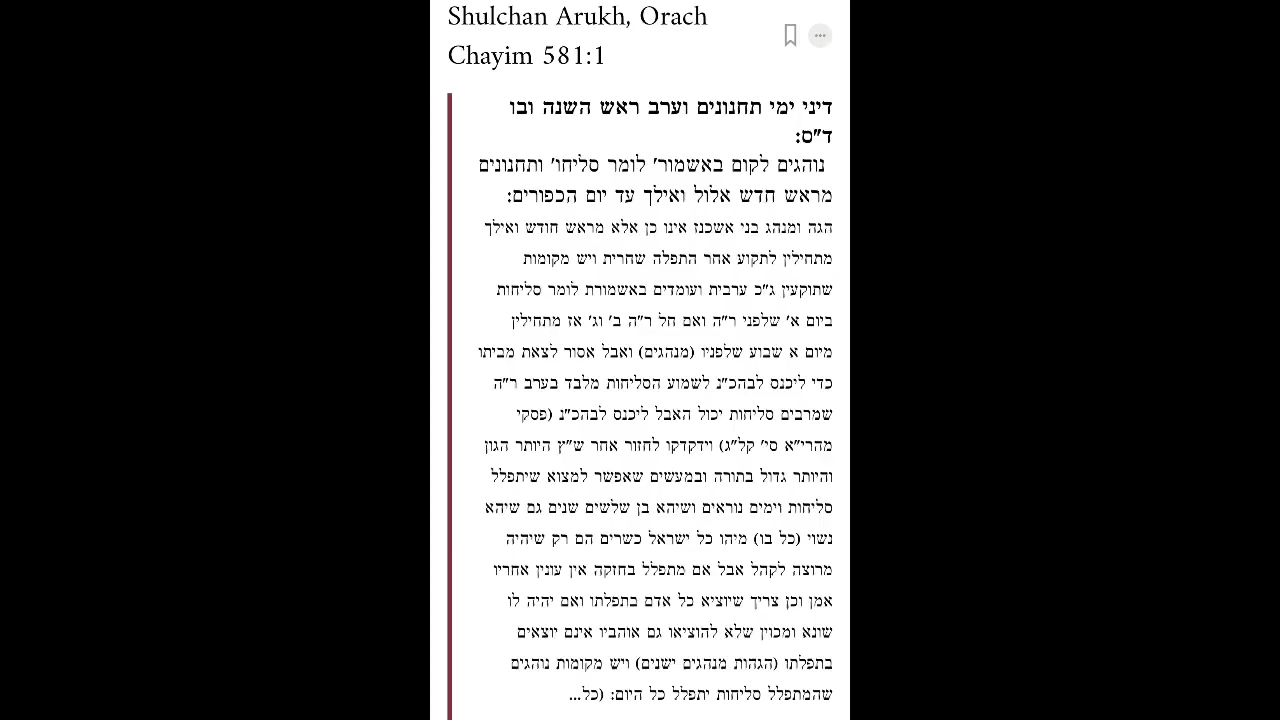 Shulchan Arukh, Orach
Chayim 581:1
דיני ימי תחנונים וערב ראש השנה ובו
ד"ס:
נוהגים לקום באשמור' לומר סליחו' ותחנונים
מראש חדש אלול ואילך עד יום הכפורים:
הגה ומנהג בני אשכנז אינו כן אלא מראש חודש ואילך
מתחילין לתקוע אחר התפלה שחרית ויש מקומות
שתוקעין ג"כ ערבית ועומדים באשמורת לומר סליחות
ביום א' שלפני ר"ה ואם חל ר"ה ב' וג' אז מתחילין
מיום א שבוע שלפניו (מנהגים) ואבל אסור לצאת מביתו
כדי ליכנס לבהכ"נ לשמוע הסליחות מלבד בערב ר"ה
שמרבים סליחות יכול האבל ליכנס לבהכ"נ (פסקי
מהרי"א סי' קל"ג) וידקדקו לחזור אחר ש"ץ היותר הגון
והיותר גדול בתורה ובמעשים שאפשר למצוא שיתפלל
סליחות וימים נוראים ושיהא בן שלשים שנים גם שיהא
נשוי (כל בו) מיהו כל ישראל כשרים הם רק שיהיה
מרוצה לקהל אבל אם מתפלל בחזקה אין עונין אחריו
אמן וכן צריך שיוציא כל אדם בתפלתו ואם יהיה לו
שונא ומכוין שלא להוציאו גם אוהביו אינם יוצאים
בתפלתו (הגהות מנהגים ישנים) ויש מקומות נוהגים
שהמתפלל סליחות יתפלל כל היום: (כל...